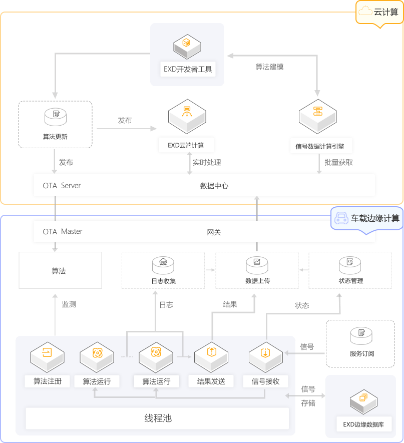 云计算
EXD开发者工具
算法建模
算法更新
发布
EXD云端计算
信号数据计算引擎
发布
实时处理
批量获取
OTA Server
数据中心
车载边缘计算
OTA Master
网关
算法
日志收集
数据上传
状态管理
监测
日志
结果
状态
信号
服务订阅
算法注册
算法运行
算法运行
结果发送
信号接收
信号
存储
线程池
EXD边缘数据库